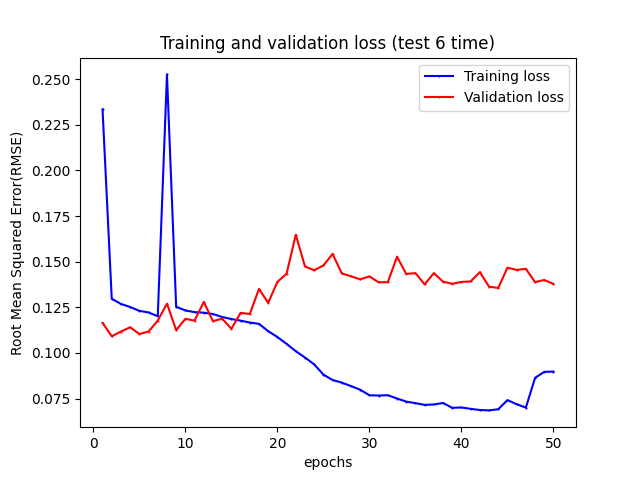 Training and validation loss (test 6 time)
Training loss
Validation loss
Root Mean Squared Error(RMSE)
0.250
0.225
0.200
0.175
0.150
0.125
0.100
0.075
0 10 20 30 40 50
epochs